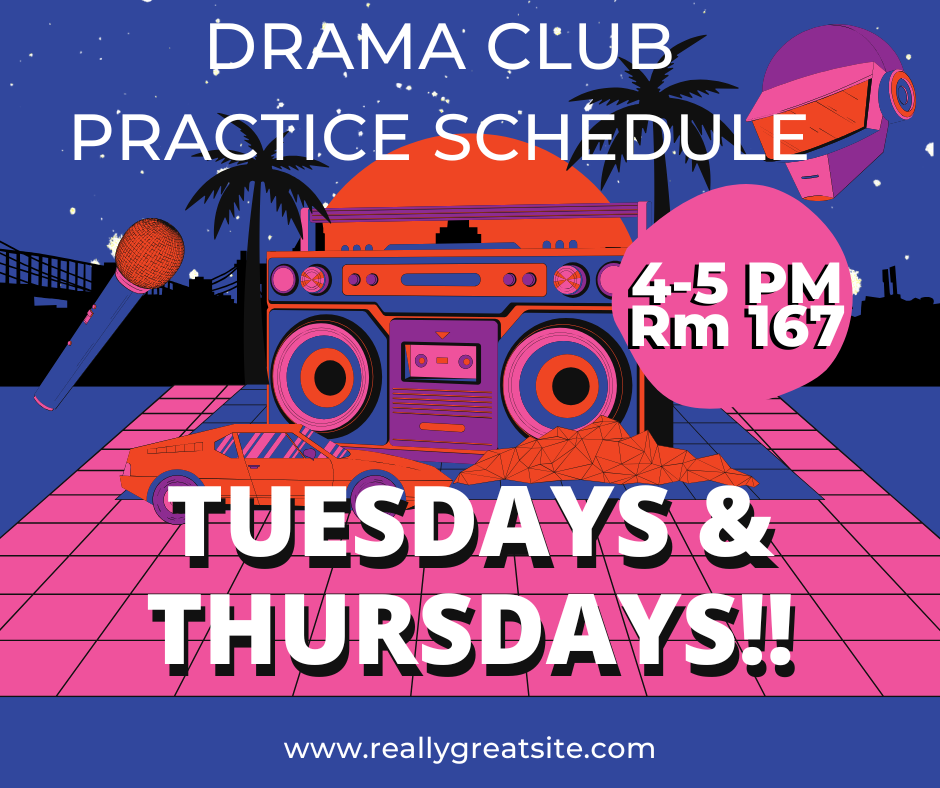 DRAMA CLUB
PRACTICE SCHEDULE
4-5 PM
Rm 167
TUESDAYS &
THURSDAYS!!
www.reallygreatsite.com